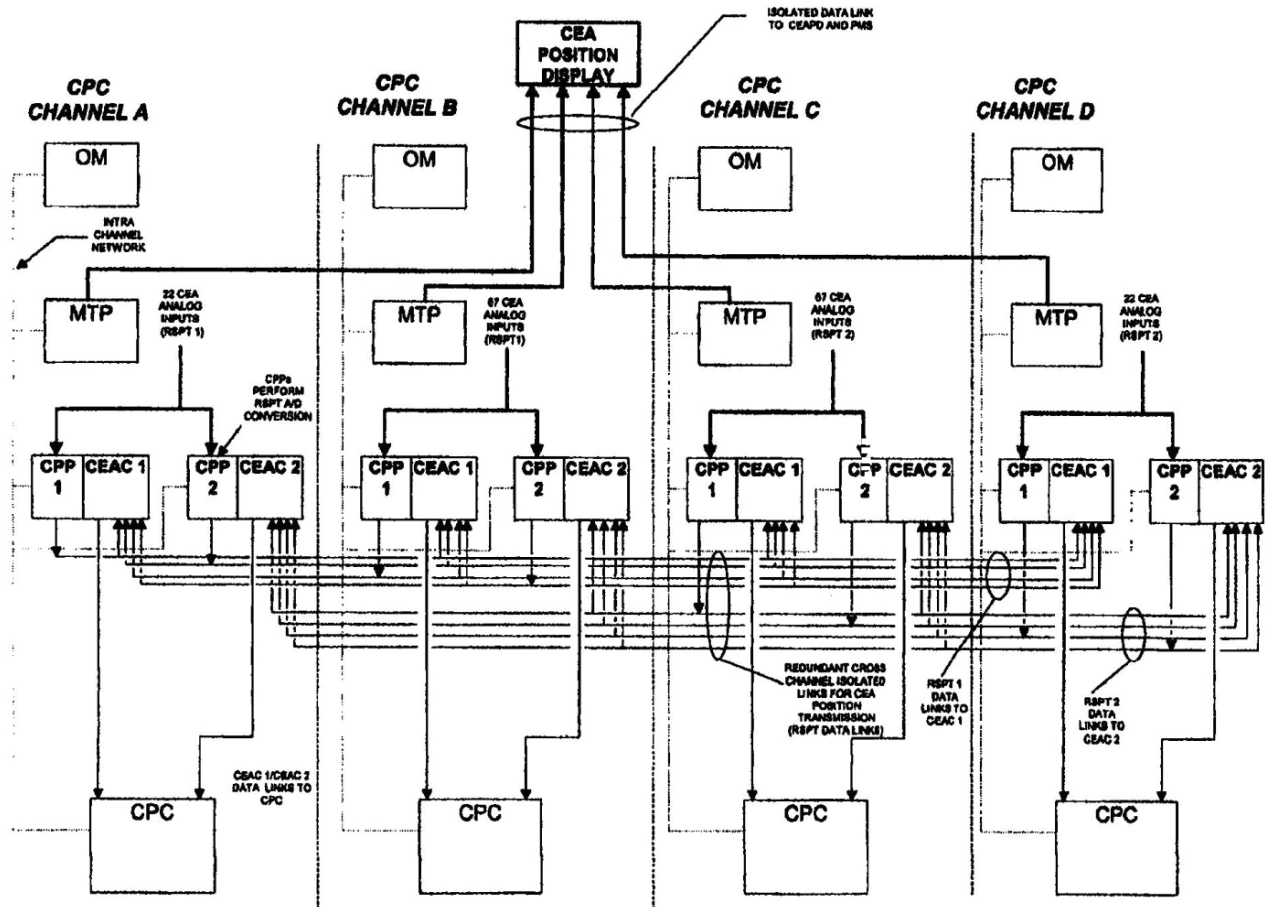 ISOLATED DATA LINK
TO CEAPD AND PMS
CEA
POSITION
DISPLAY
CPC
CHANNEL A
CPC
CHANNEL B
CPC
CHANNEL C
CPC
CHANNEL D
OM
OM
OM
OM
INTRA
CHANNEL
NETWORK
MTP
22 CEA
ANALOG
INPUTS
(RSPT 1)
MTP
67 CEA
ANALOG
INPUTS
(RSPT1)
MTP
67 CEA
ANALOG
INPUTS
(RSPT 2)
MTP
22 CEA
ANALOG
INPUTS
(RSPT 2)
CPPs
PERFORM
RSPT A/D
CONVERSION
CPP
1
CEAC 1
CPP
2
CEAC 2
CPP
1
CEAC 1
CPP
2
CEAC 2
CPP
1
CEAC 1
CPP
2
CEAC 2
CPP
1
CEAC 1
CPP
2
CEAC 2
REDUNDANT CROSS
CHANNEL ISOLATED
LINKS FOR CEA
POSITION
TRANSMISSION
(RSPT DATA LINKS)
RSPT 1
DATA
LINKS TO
CEAC 1
RSPT 2
DATA
LINKS TO
CEAC 2
CEAC 1/CEAC 2
DATA LINKS TO
CPC
CPC
CPC
CPC
CPC